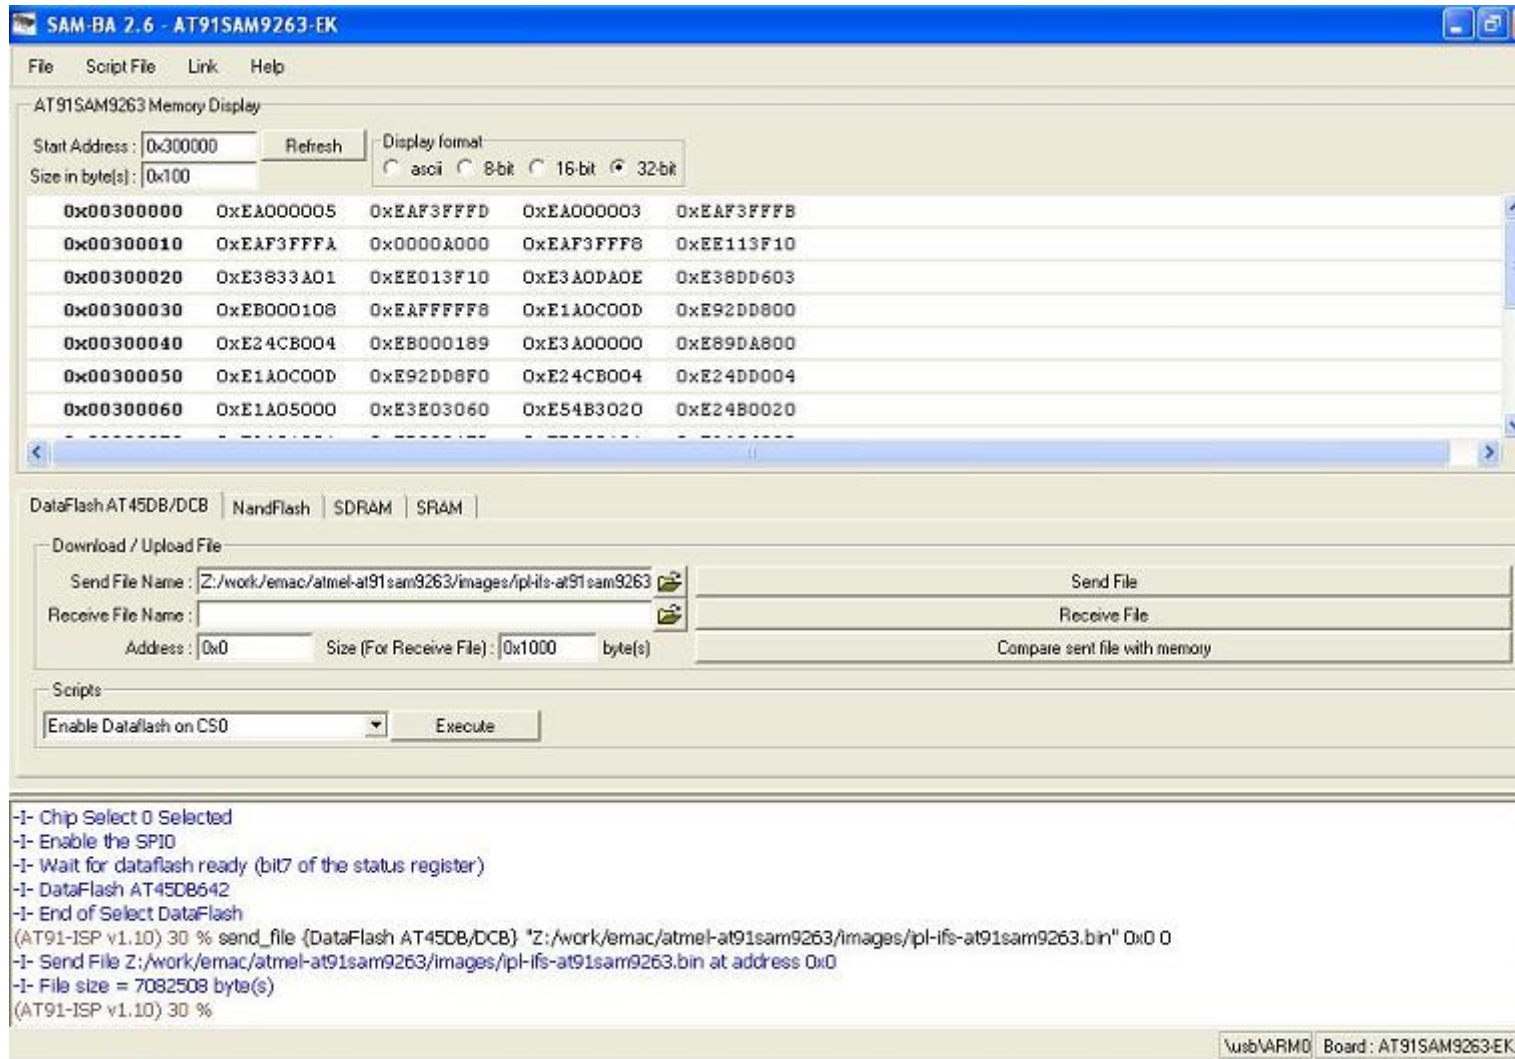 SAM-BA 2.6 - AT91SAM9263-EK
File Script File Link Help
AT91SAM9263 Memory Display
Start Address : 0x300000 Refresh
Size in byte(s) : 0x100
Display format
ascii 8-bit 16-bit 32-bit
0x00300000 0xEA000005 0xEAF3FFFD 0xEA000003 0xEAF3FFFB
0x00300010 0xEAF3FFFA 0x0000A000 0xEAF3FFF8 0xEE113F10
0x00300020 0xE3833A01 0xEE013F10 0xE3A0DA0E 0xE38DD603
0x00300030 0xEB000108 0xEAFFFFF8 0xE1A0C00D 0xE92DD800
0x00300040 0xE24CB004 0xEB000189 0xE3A00000 0xE89DA800
0x00300050 0xE1A0C00D 0xE92DD8F0 0xE24CB004 0xE24DD004
0x00300060 0xE1A05000 0xE3E03060 0xE54B3020 0xE24B0020
DataFlash AT45DB/DCB NandFlash SDRAM SRAM
Download / Upload File
Send File Name : Z:/work/emac/atmel-at91sam9263/images/ipl-ifs-at91sam9263 Send File
Receive File Name : Receive File
Address : 0x0 Size (For Receive File) : 0x1000 byte(s) Compare sent file with memory
Scripts
Enable Dataflash on CS0 Execute
-I- Chip Select 0 Selected
-I- Enable the SPI0
-I- Wait for dataflash ready (bit7 of the status register)
-I- DataFlash AT45DB642
-I- End of Select DataFlash
(AT91-ISP v1.10) 30 % send_file {DataFlash AT45DB/DCB} "Z:/work/emac/atmel-at91sam9263/images/ipl-ifs-at91sam9263.bin" 0x0 0
-I- Send File Z:/work/emac/atmel-at91sam9263/images/ipl-ifs-at91sam9263.bin at address 0x0
-I- File size = 7082508 byte(s)
(AT91-ISP v1.10) 30 %
\usb\ARM0 Board : AT91SAM9263-EK